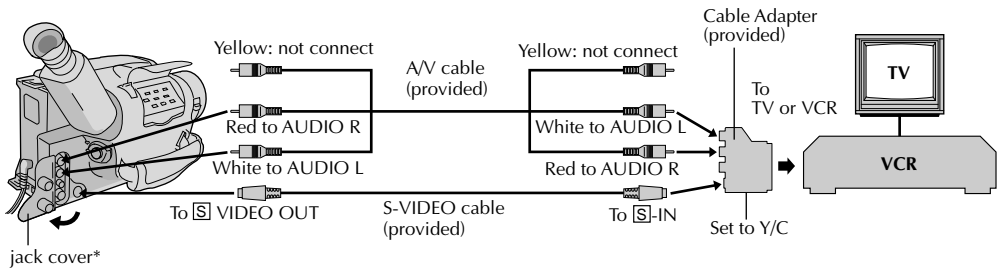 Cable Adapter
(provided)
Yellow: not connect
Yellow: not connect
A/V cable
(provided)
TV
To
TV or VCR
Red to AUDIO R
White to AUDIO L
White to AUDIO L
Red to AUDIO R
VCR
To S VIDEO OUT
S-VIDEO cable
(provided)
To S-IN
Set to Y/C
jack cover*